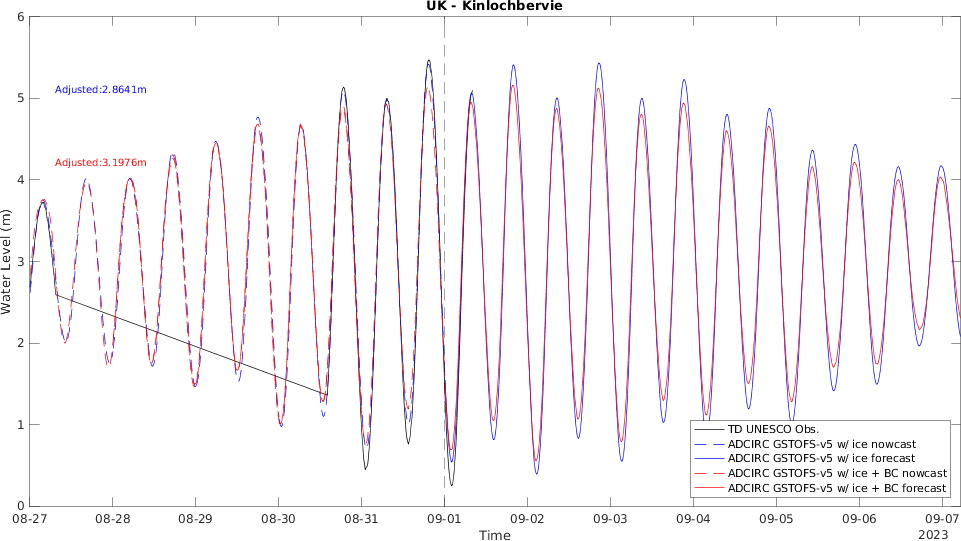 UK - Kinlochbervie
6
5
4
3
2
1
0
Water Level (m)
Adjusted:2.8641m
Adjusted:3.1976m
TD UNESCO Obs.
ADCIRC GSTOFS-v5 w/ ice nowcast
ADCIRC GSTOFS-v5 w/ ice forecast
ADCIRC GSTOFS-v5 w/ ice + BC nowcast
ADCIRC GSTOFS-v5 w/ ice + BC forecast
08-27 08-28 08-29 08-30 08-31 09-01 09-02 09-03 09-04 09-05 09-06 09-07
Time
2023